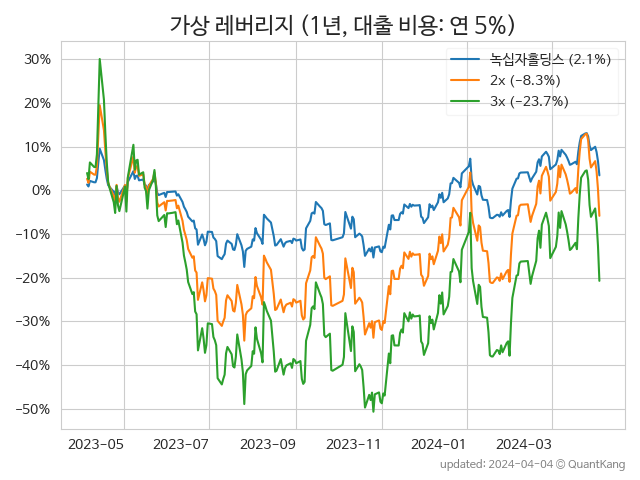 가상 레버리지 (1년, 대출 비용: 연 5%)
녹십자홀딩스 (2.1%)
2x (−8.3%)
3x (−23.7%)
30%
20%
10%
0%
−10%
−20%
−30%
−40%
−50%
2023-05 2023-07 2023-09 2023-11 2024-01 2024-03
updated: 2024-04-04 © QuantKang